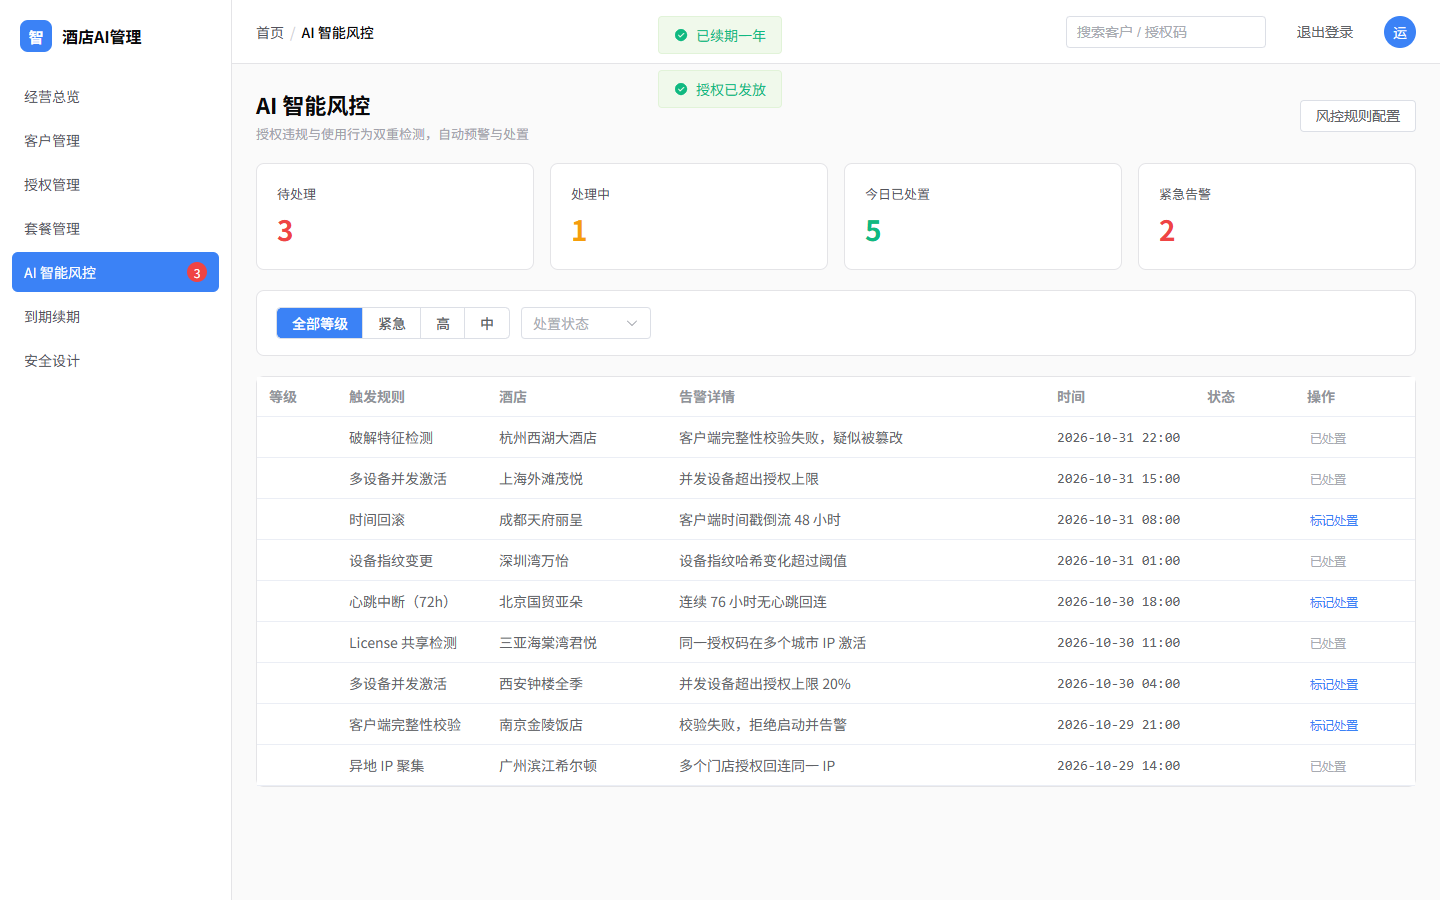 智 酒店AI管理
首页 / AI 智能风控
已续期一年
搜索客户 / 授权码
退出登录
运
授权已发放
经营总览
客户管理
授权管理
套餐管理
AI 智能风控 3
到期续期
安全设计
AI 智能风控
授权违规与使用行为双重检测，自动预警与处置
风控规则配置
待处理
3
处理中
1
今日已处置
5
紧急告警
2
全部等级 紧急 高 中 处置状态
等级 触发规则 酒店 告警详情 时间 状态 操作
破解特征检测 杭州西湖大酒店 客户端完整性校验失败，疑似被篡改 2026-10-31 22:00 已处置
多设备并发激活 上海外滩茂悦 并发设备超出授权上限 2026-10-31 15:00 已处置
时间回滚 成都天府丽呈 客户端时间戳倒流 48 小时 2026-10-31 08:00 标记处置
设备指纹变更 深圳湾万怡 设备指纹哈希变化超过阈值 2026-10-31 01:00 已处置
心跳中断（72h） 北京国贸亚朵 连续 76 小时无心跳回连 2026-10-30 18:00 标记处置
License 共享检测 三亚海棠湾君悦 同一授权码在多个城市 IP 激活 2026-10-30 11:00 已处置
多设备并发激活 西安钟楼全季 并发设备超出授权上限 20% 2026-10-30 04:00 标记处置
客户端完整性校验 南京金陵饭店 校验失败，拒绝启动并告警 2026-10-29 21:00 标记处置
异地 IP 聚集 广州滨江希尔顿 多个门店授权回连同一 IP 2026-10-29 14:00 已处置